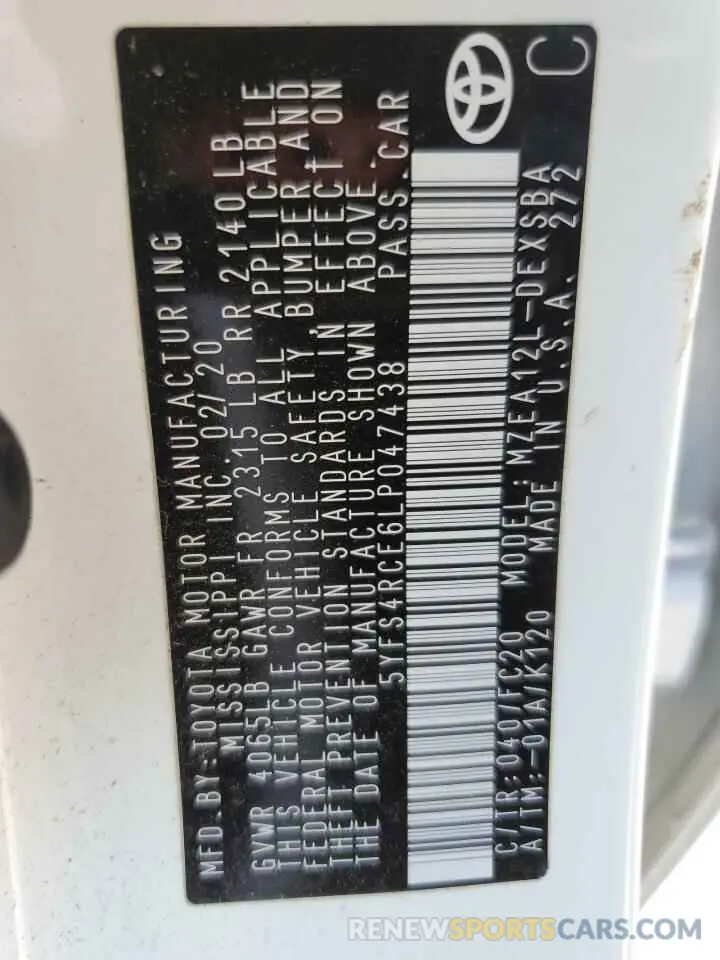 MFD.BY:TOYOTA MOTOR MANUFACTURING
MISSISSIPPI INC. 02/20
GVWR 4065LB GAWR FR 2315 LB RR 2140 LB
THIS VEHICLE CONFORMS TO ALL APPLICABLE
FEDERAL MOTOR VEHICLE SAFETY, BUMPER AND
THEFT PREVENTION STANDARDS IN EFFECT ON
THE DATE OF MANUFACTURE SHOWN ABOVE.
5YFS4RCE6LP047438 PASS.CAR
C/TR:040/FC20 MODEL:MZEA12L-DEXSBA
A/TM:-01A/K120 MADE IN U.S.A. 272
C
RENEWSPORTSCARS.COM